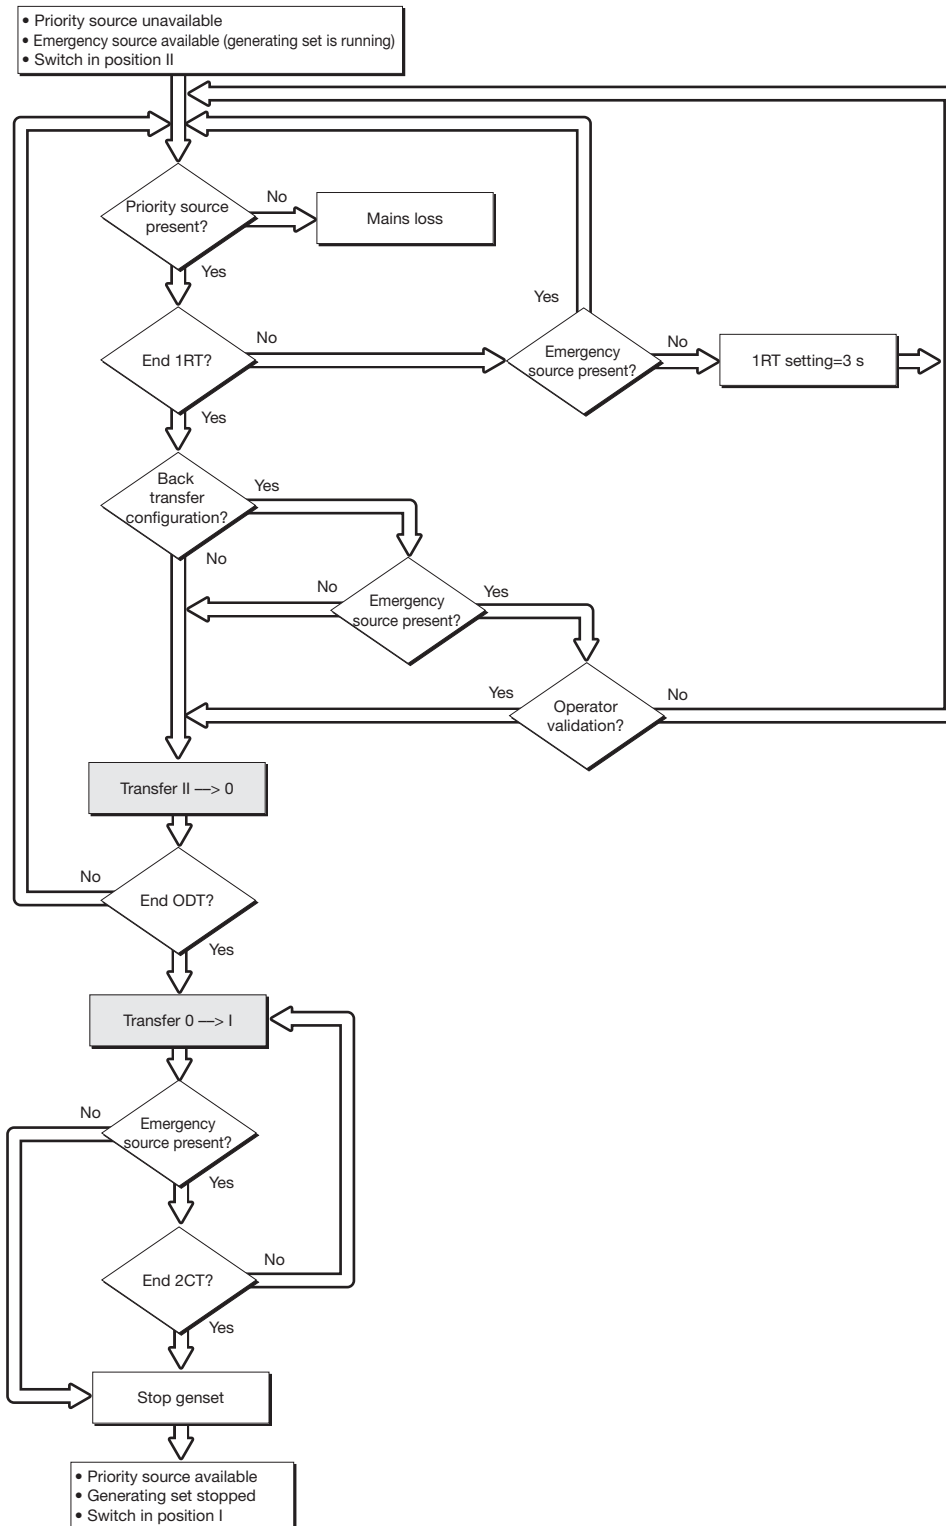 • Priority source unavailable
• Emergency source available (generating set is running)
• Switch in position II
Priority source
present?
No
Mains loss
Yes
End 1RT?
No
Yes
Emergency
source present?
No
1RT setting=3 s
Yes
Back
transfer
configuration?
Yes
No
No
Emergency
source present?
Yes
Yes
Operator
validation?
No
Transfer II —> 0
No
End ODT?
Yes
Transfer 0 —> I
No
Emergency
source present?
Yes
End 2CT?
No
Yes
Stop genset
• Priority source available
• Generating set stopped
• Switch in position I